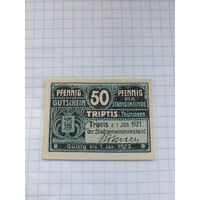 PFENNIG 50 PFENNIG
GUTSCHEIN DER STADTGEMEINDE
TRIPTIS i. Thüringen
Triptis d. 1. JAN. 1921.
der Stadtgemeindevorstand
Gültig bis 1. Jan. 1923.